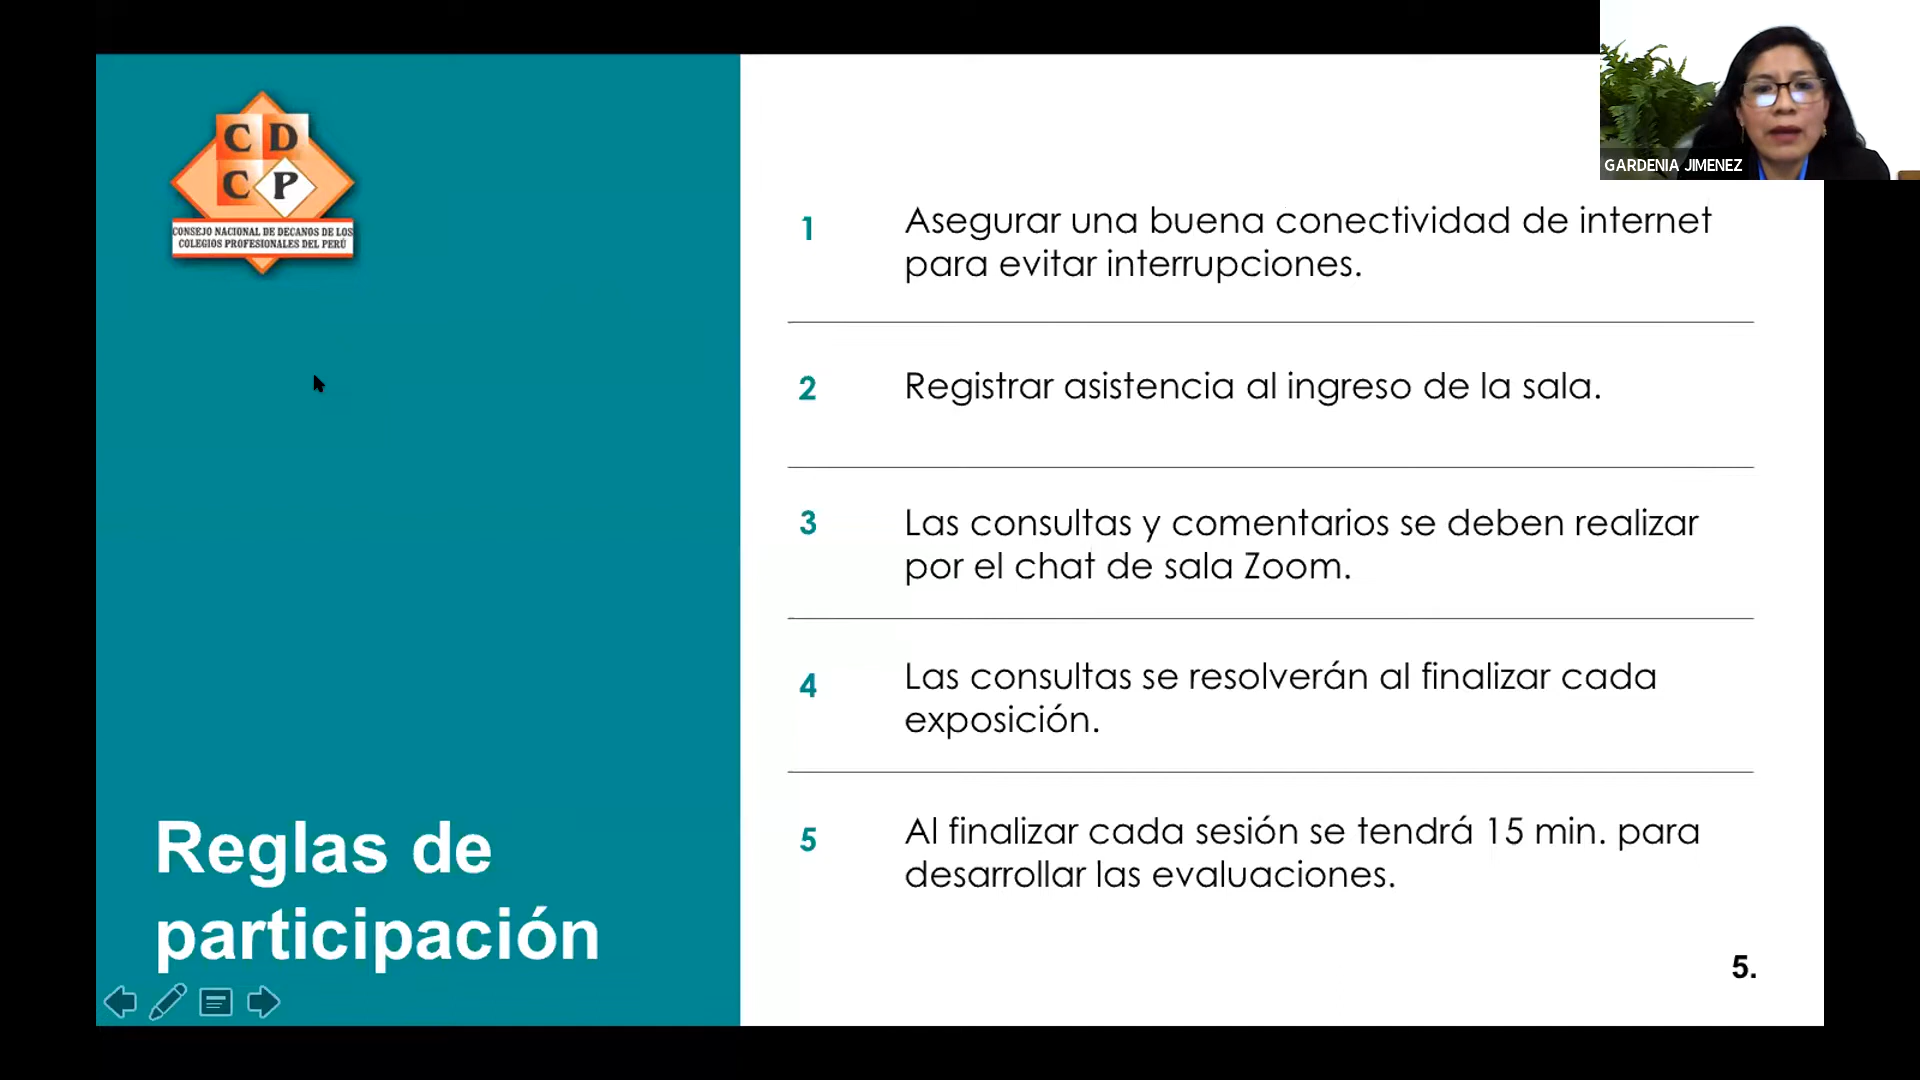 C D
C P
CONSEJO NACIONAL DE DECANOS DE LOS
COLEGIOS PROFESIONALES DEL PERÚ
Reglas de
participación
GARDENIA JIMENEZ
1 Asegurar una buena conectividad de internet
para evitar interrupciones.
2 Registrar asistencia al ingreso de la sala.
3 Las consultas y comentarios se deben realizar
por el chat de sala Zoom.
4 Las consultas se resolverán al finalizar cada
exposición.
5 Al finalizar cada sesión se tendrá 15 min. para
desarrollar las evaluaciones.
5.